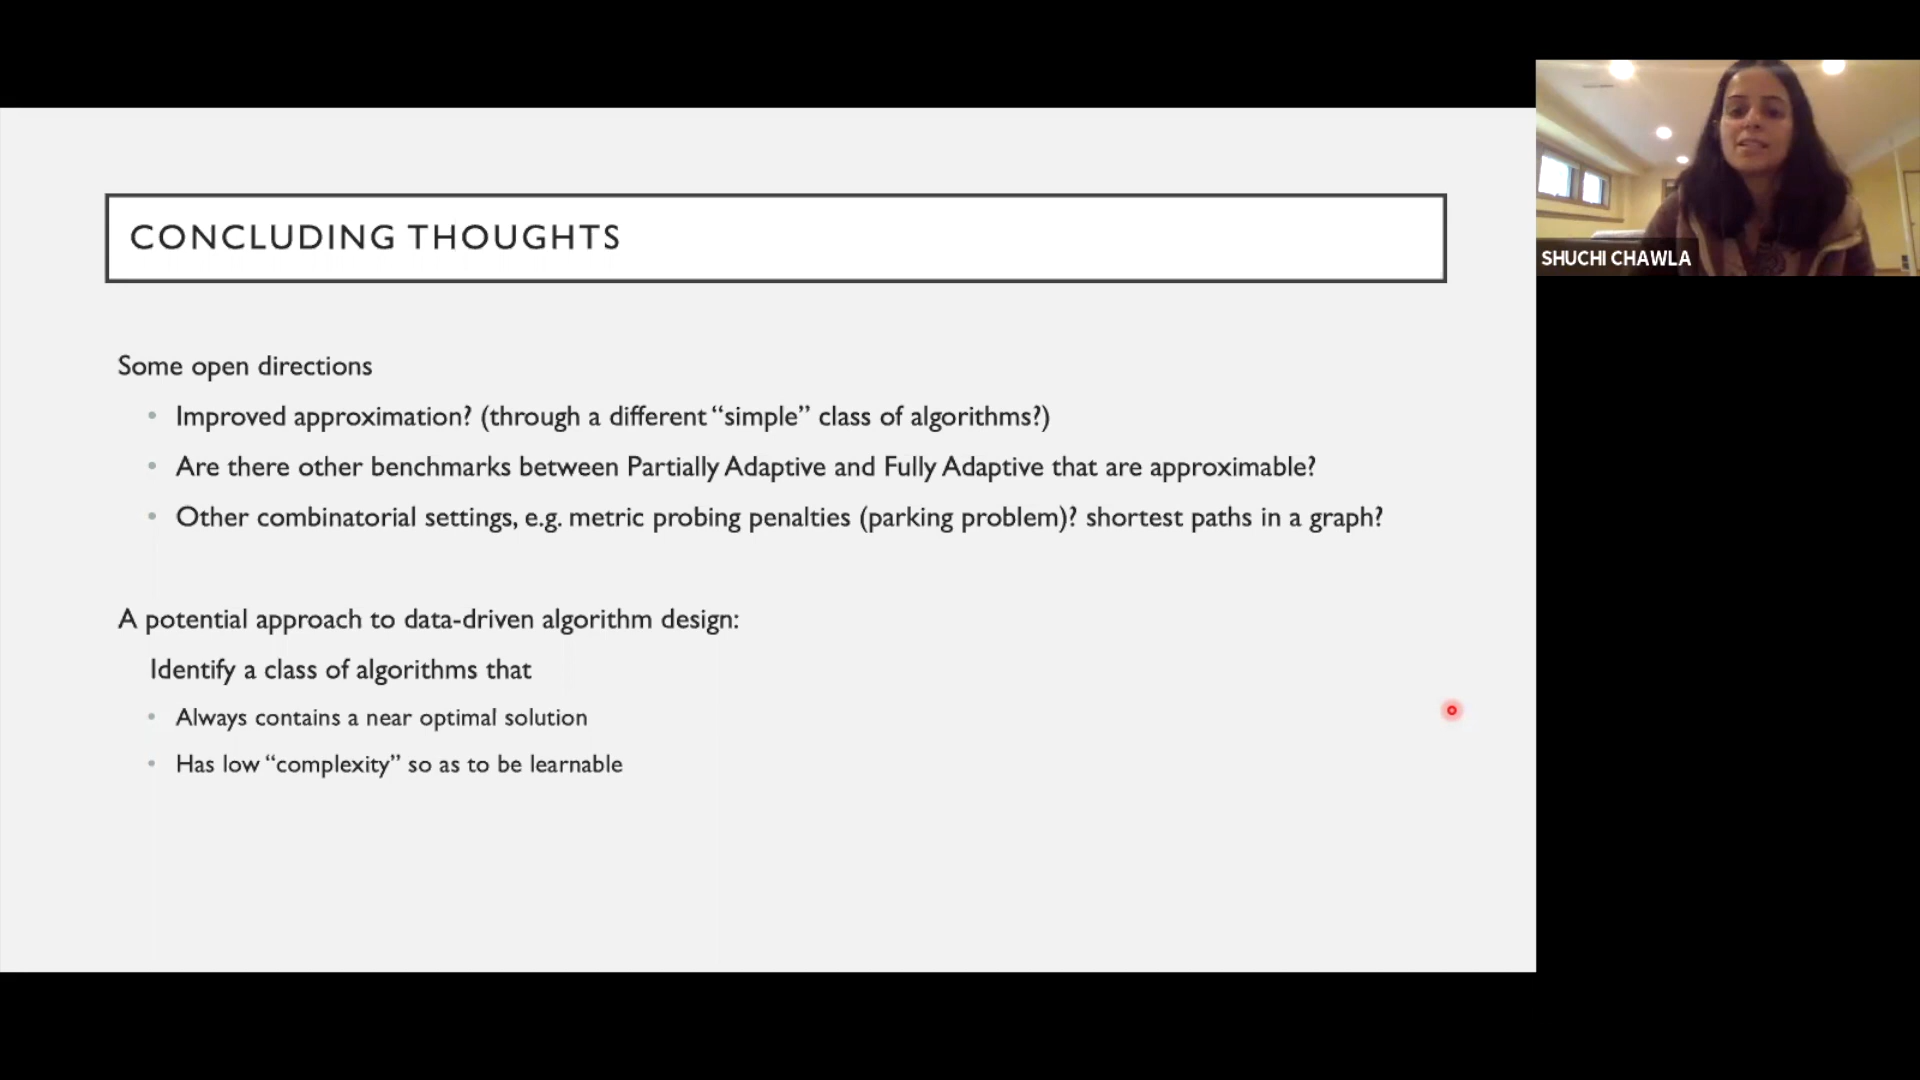 CONCLUDING THOUGHTS
SHUCHI CHAWLA
Some open directions
• Improved approximation? (through a different “simple” class of algorithms?)
• Are there other benchmarks between Partially Adaptive and Fully Adaptive that are approximable?
• Other combinatorial settings, e.g. metric probing penalties (parking problem)? shortest paths in a graph?
A potential approach to data-driven algorithm design:
Identify a class of algorithms that
• Always contains a near optimal solution
• Has low “complexity” so as to be learnable